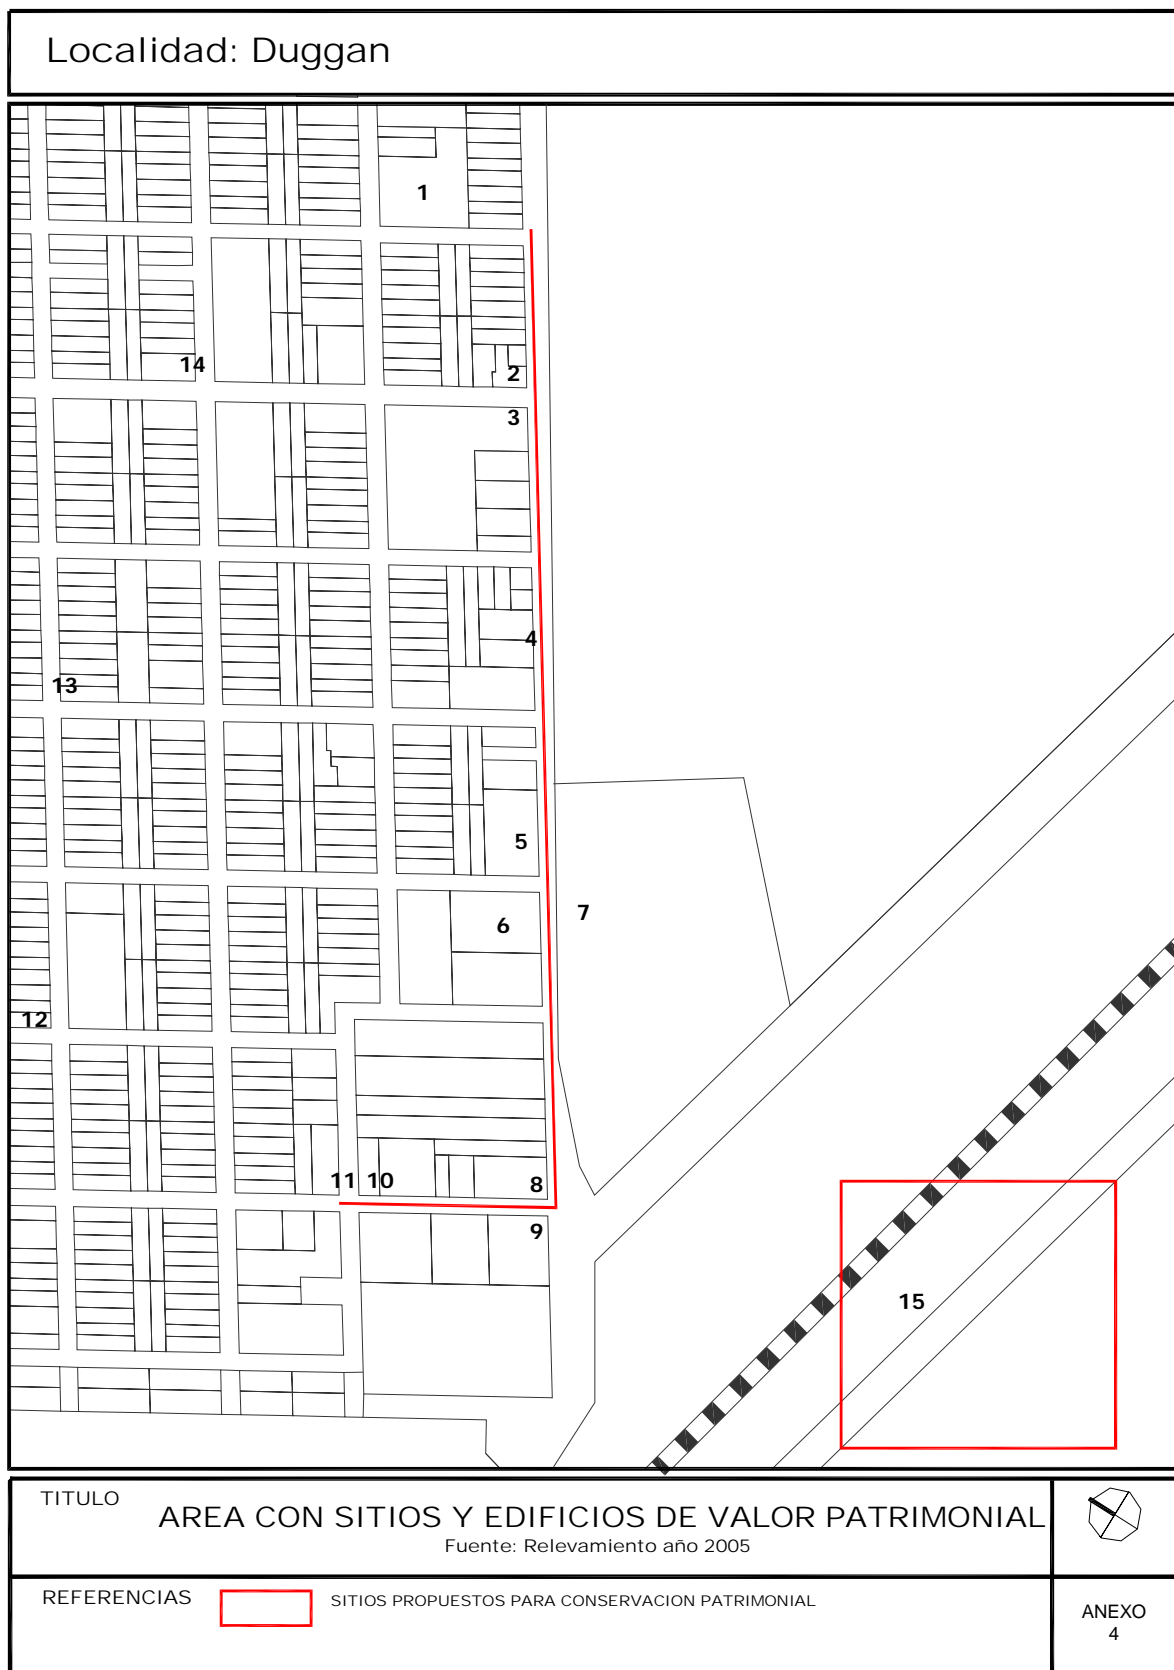 Localidad: Duggan
1
2
14
3
4
13
5
7
6
12
11 10
8
9
15
TITULO
AREA CON SITIOS Y EDIFICIOS DE VALOR PATRIMONIAL
Fuente: Relevamiento año 2005
REFERENCIAS
SITIOS PROPUESTOS PARA CONSERVACION PATRIMONIAL
ANEXO
4